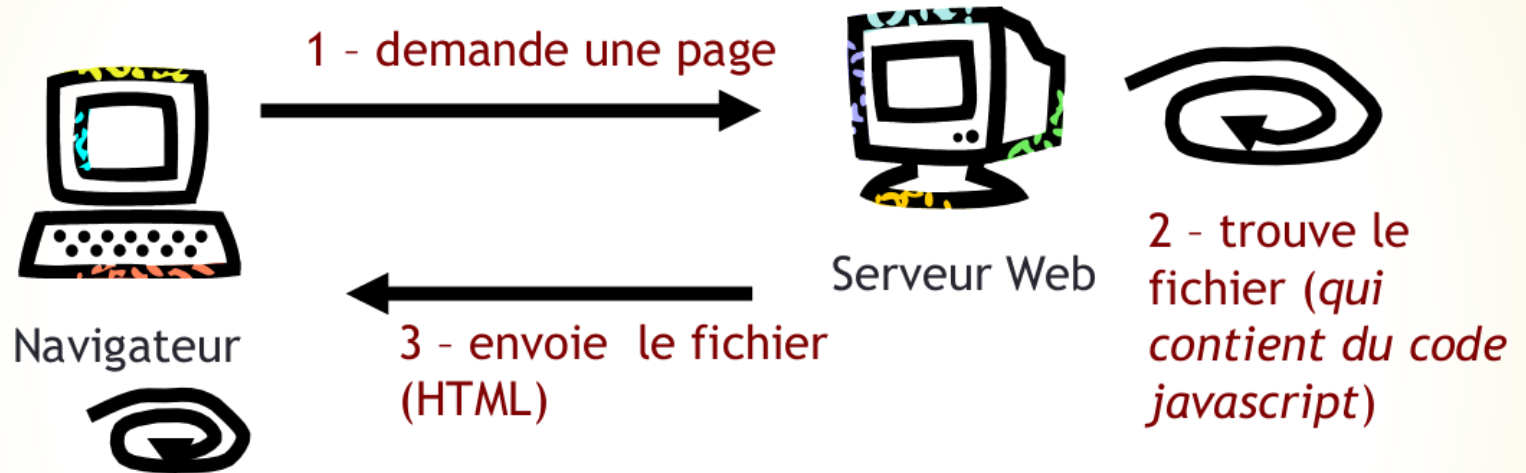 1 – demande une page
Serveur Web
2 – trouve le
fichier (qui
contient du code
javascript)
Navigateur
3 – envoie le fichier
(HTML)